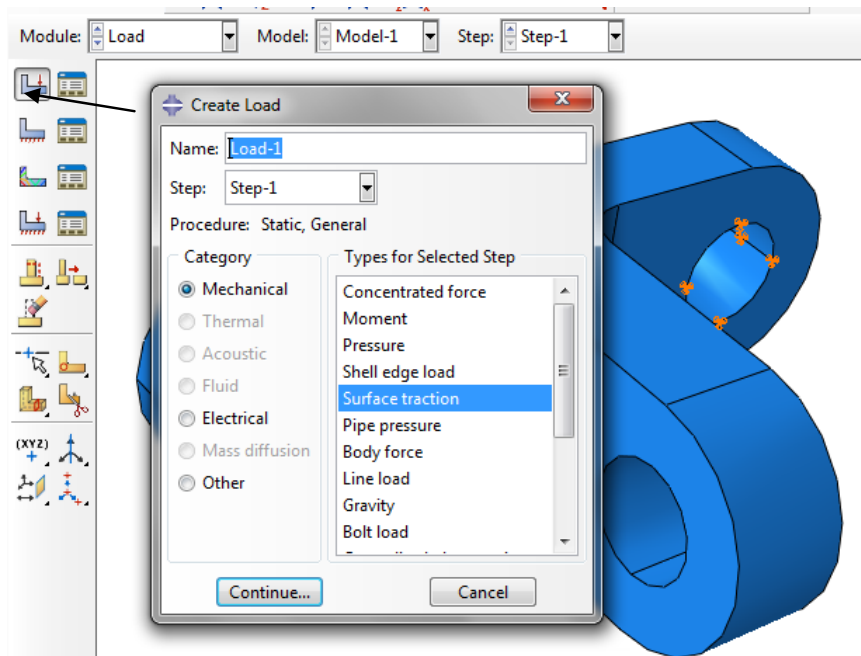 Module: Load Model: Model-1 Step: Step-1
Create Load
Name: Load-1
Step: Step-1
Procedure: Static, General
Category
Mechanical
Thermal
Acoustic
Fluid
Electrical
Mass diffusion
Other
Types for Selected Step
Concentrated force
Moment
Pressure
Shell edge load
Surface traction
Pipe pressure
Body force
Line load
Gravity
Bolt load
Continue...
Cancel
(XYZ)